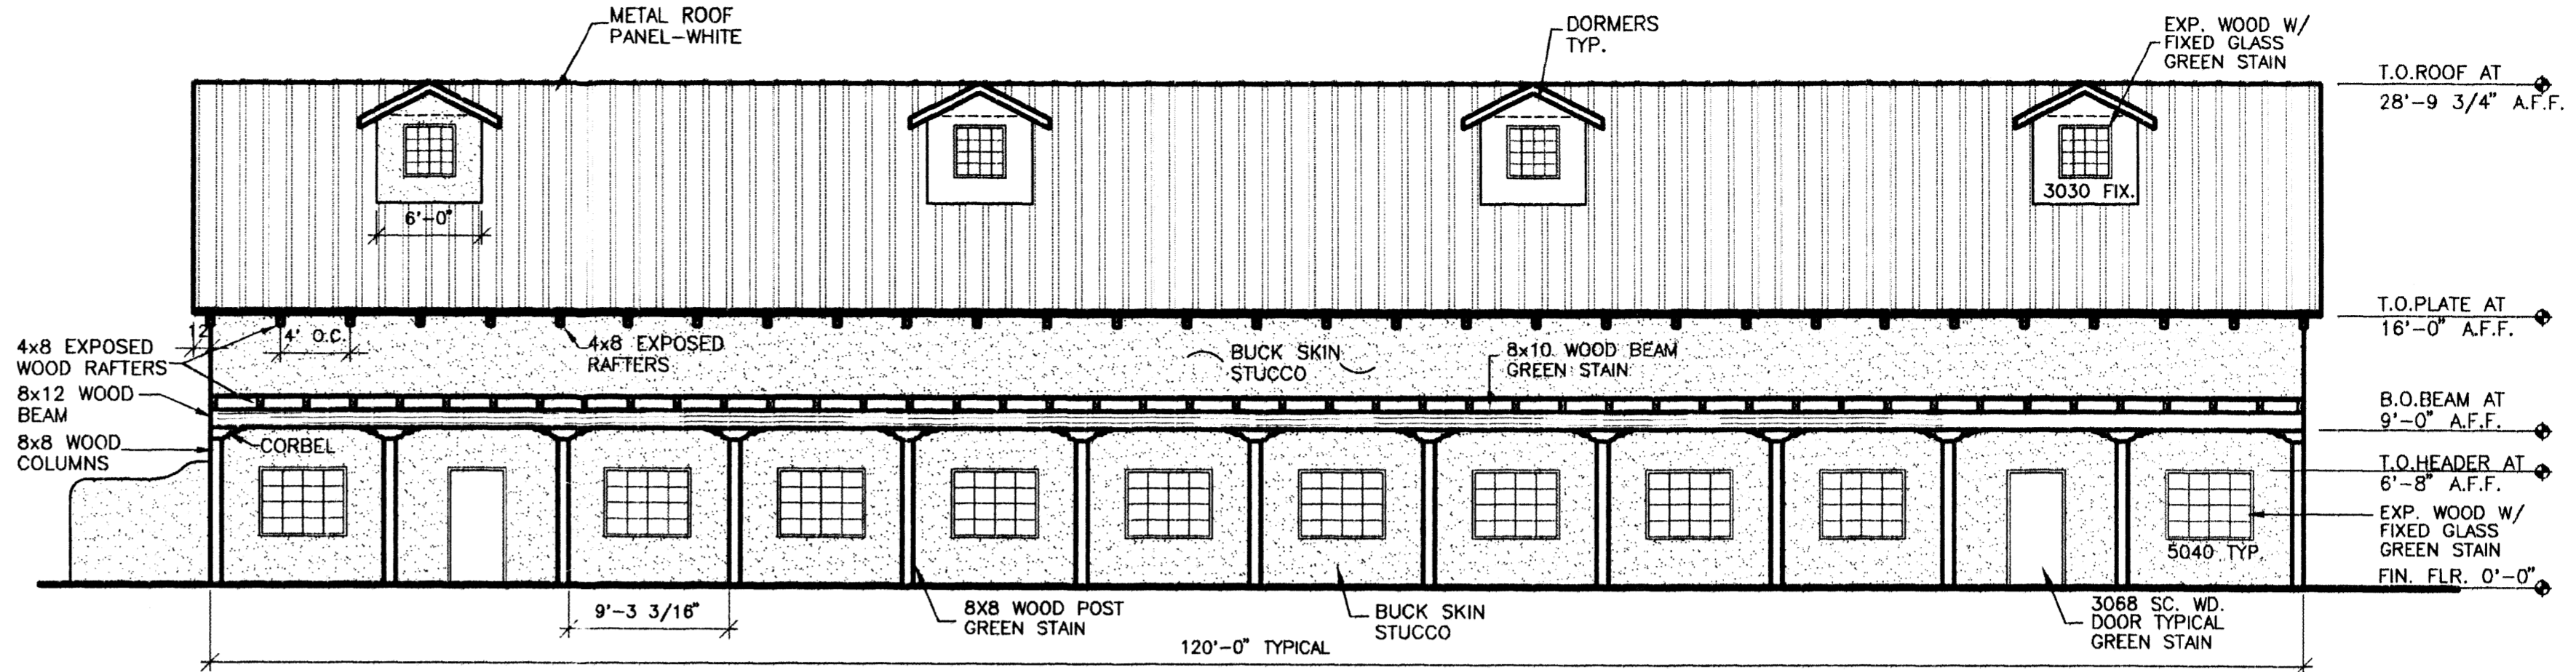 METAL ROOF
PANEL-WHITE
DORMERS
TYP.
EXP. WOOD W/
FIXED GLASS
GREEN STAIN
T.O.ROOF AT
28'-9 3/4" A.F.F.
3030 FIX.
6'-0"
T.O.PLATE AT
16'-0" A.F.F.
12"
4' O.C.
4x8 EXPOSED
WOOD RAFTERS
4x8 EXPOSED
RAFTERS
BUCK SKIN
STUCCO
8x10 WOOD BEAM
GREEN STAIN
8x12 WOOD
BEAM
B.O.BEAM AT
9'-0" A.F.F.
8x8 WOOD
COLUMNS
CORBEL
T.O.HEADER AT
6'-8" A.F.F.
EXP. WOOD W/
FIXED GLASS
GREEN STAIN
5040 TYP.
FIN. FLR. 0'-0"
9'-3 3/16"
8X8 WOOD POST
GREEN STAIN
BUCK SKIN
STUCCO
3068 SC. WD.
DOOR TYPICAL
GREEN STAIN
120'-0" TYPICAL